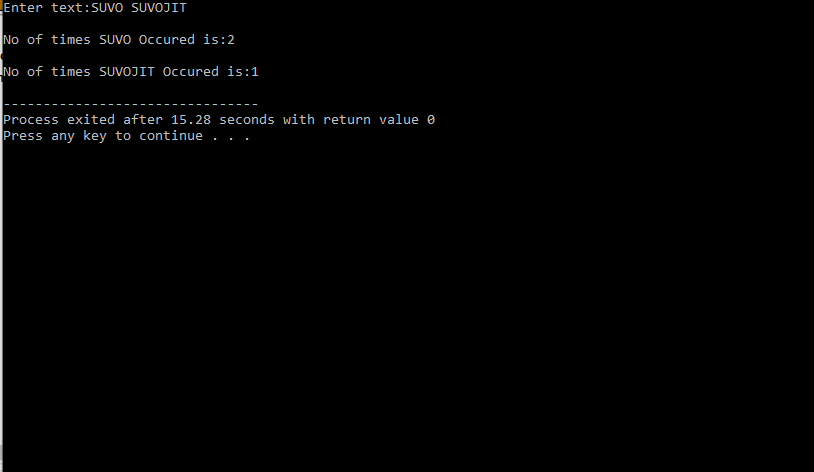 Enter text:SUVO SUVOJIT
No of times SUVO Occured is:2
No of times SUVOJIT Occured is:1
--------------------------------
Process exited after 15.28 seconds with return value 0
Press any key to continue . . .